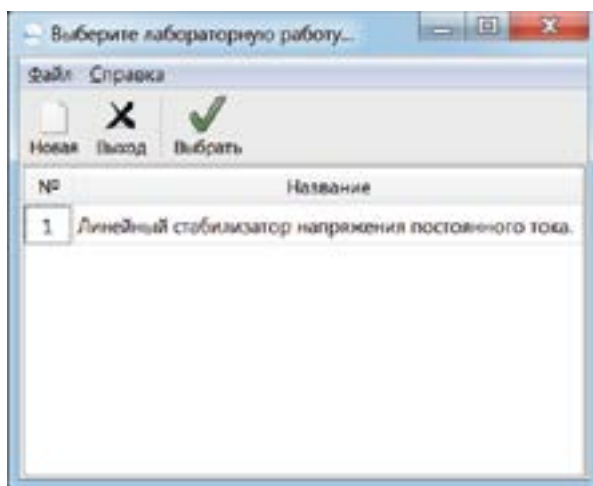 Выберите лабораторную работу...
Файл Справка
Новая Выход Выбрать
№ Название
1 Линейный стабилизатор напряжения постоянного тока.